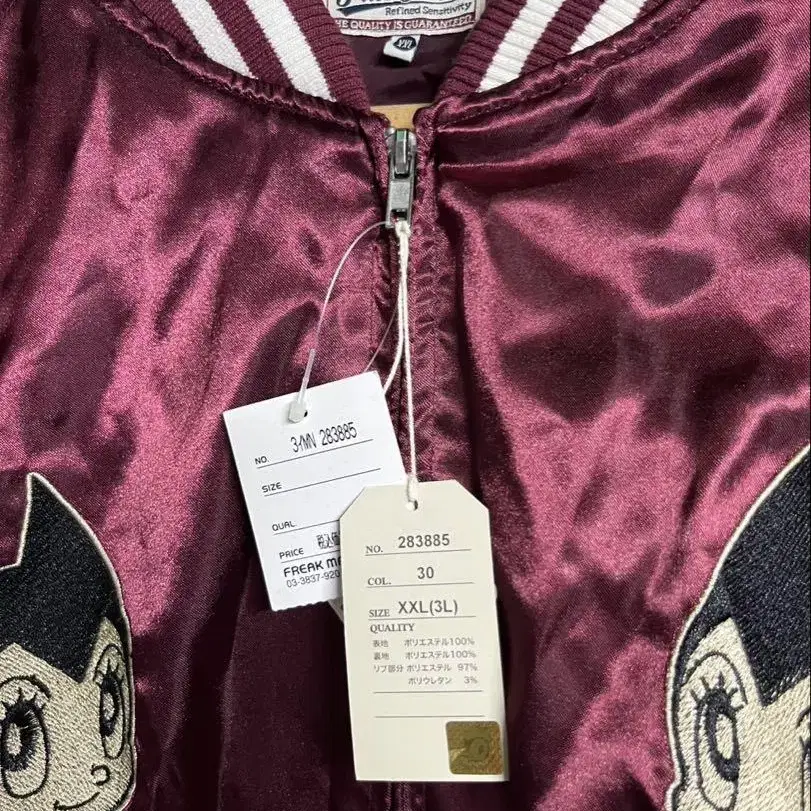 Refined Sensitivity
THE QUALITY IS GUARANTEED
XXL
NO. 283885
SIZE
QUAL
PRICE 税込価
FREAK M
03-3837-920
NO. 283885
COL. 30
SIZE XXL(3L)
QUALITY
表地 ポリエステル100%
裏地 ポリエステル100%
リブ部分 ポリエステル 97%
ポリウレタン 3%